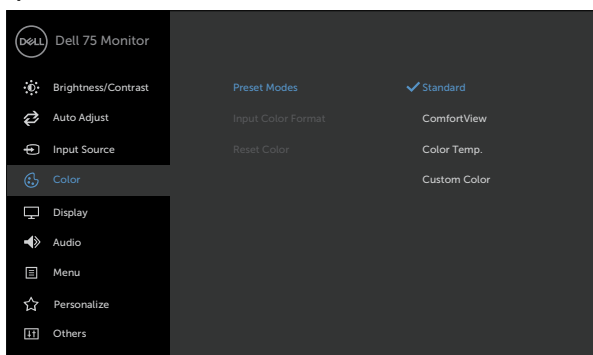 DELL Dell 75 Monitor
Brightness/Contrast Preset Modes Standard
Auto Adjust Input Color Format ComfortView
Input Source Reset Color Color Temp.
Color Custom Color
Display
Audio
Menu
Personalize
Others